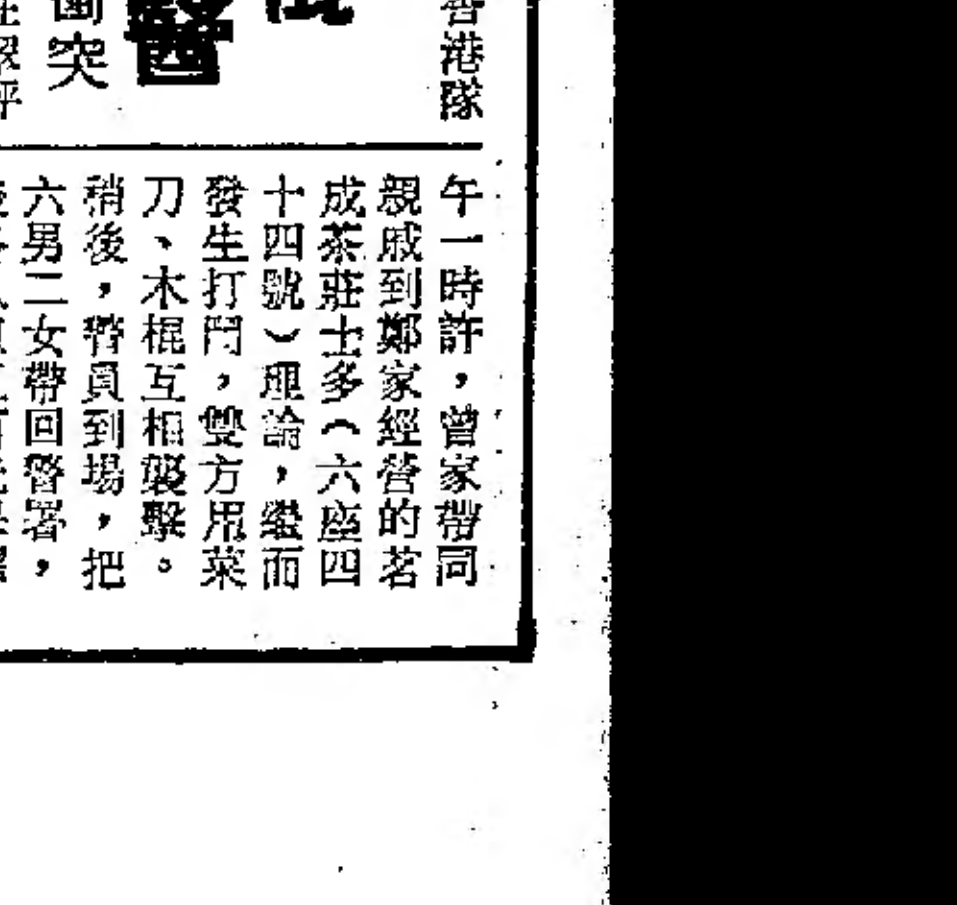 香港隊
醫
衝突
午一時許，曾家帶同
親戚到鄭家經營的茗
成茶莊士多（六座四
十四號）理論，繼而
發生打鬥，雙方用菜
刀、木棍互相襲擊。
稍後，警員到場，把
六男二女帶回警署，